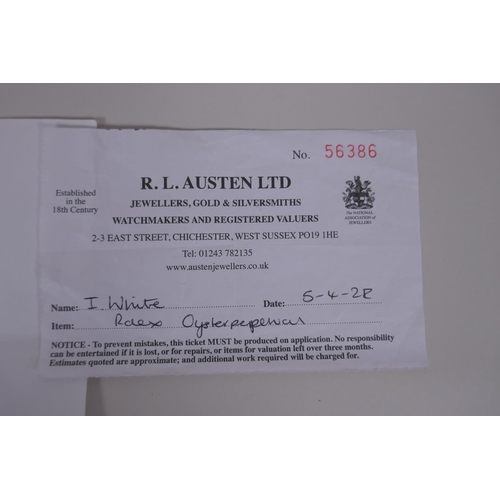 No. 56386
R. L. AUSTEN LTD
Established
in the
18th Century
JEWELLERS, GOLD & SILVERSMITHS
WATCHMAKERS AND REGISTERED VALUERS
The NATIONAL
ASSOCIATION of
JEWELLERS
2-3 EAST STREET, CHICHESTER, WEST SUSSEX PO19 1HE
Tel: 01243 782135
www.austenjewellers.co.uk
Name: I. White Date: 5-4-28
Item: Rolex Oysterperpetual
NOTICE - To prevent mistakes, this ticket MUST be produced on application. No responsibility
can be entertained if it is lost, or for repairs, or items for valuation left over three months.
Estimates quoted are approximate; and additional work required will be charged for.